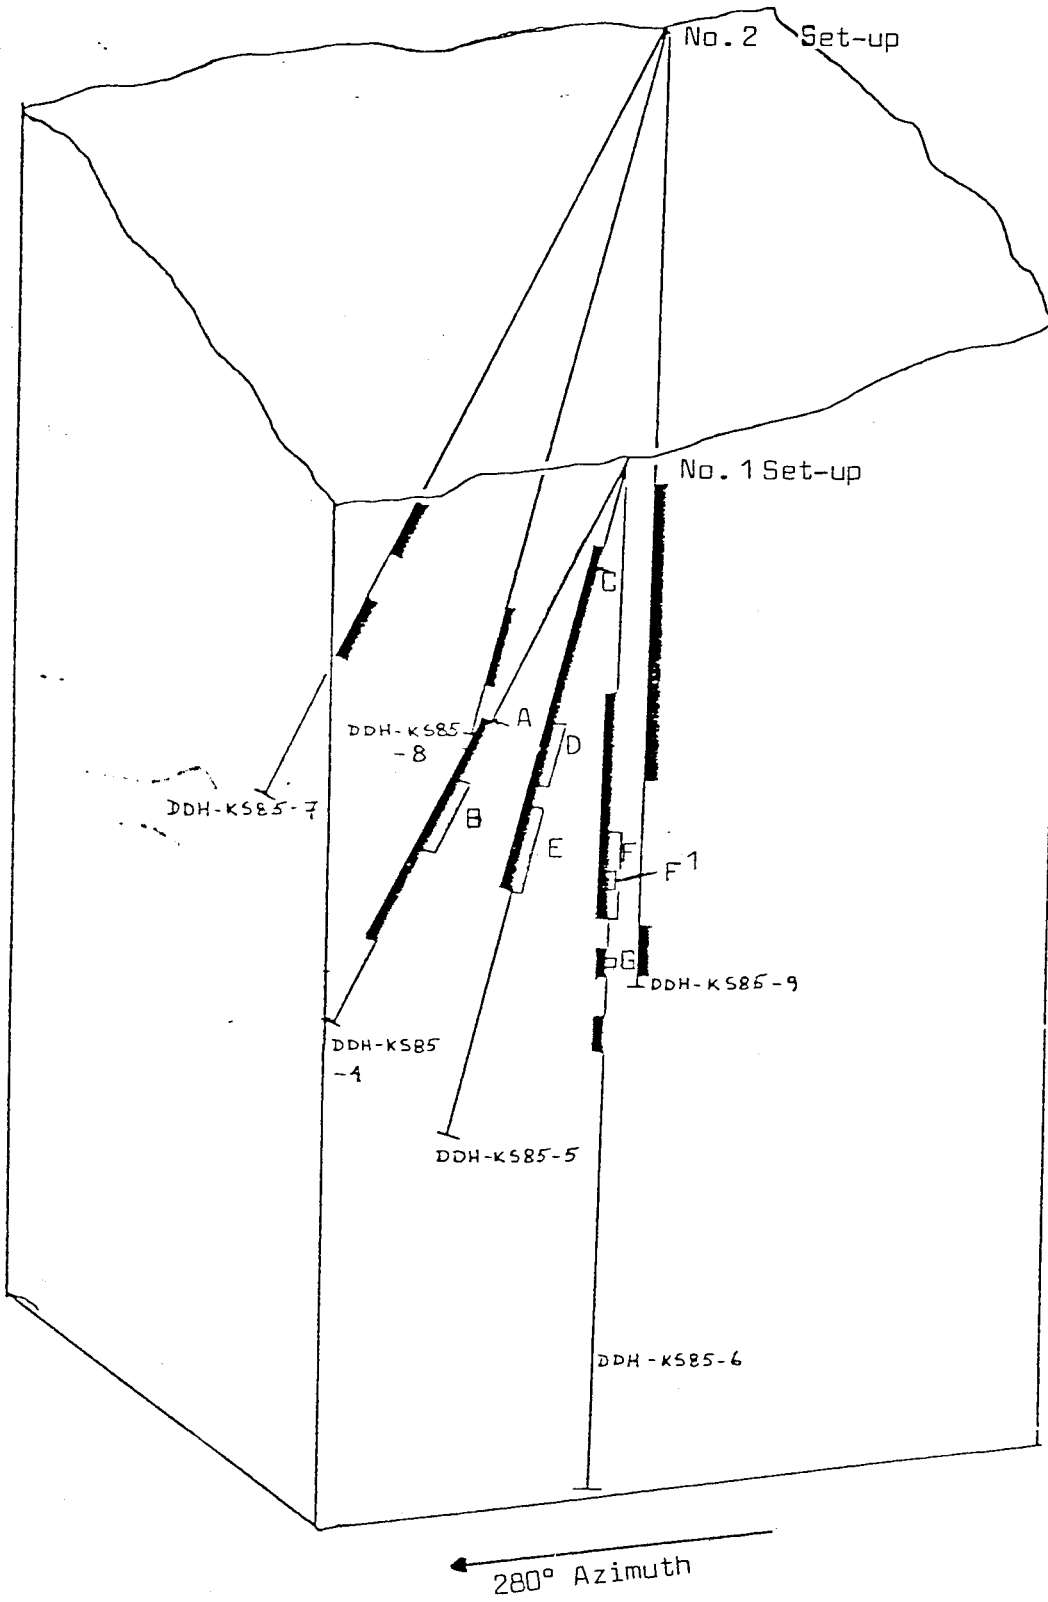 No. 2 Set-up
No. 1 Set-up
C
A
DDH-KS85
-8
D
DDH-KS85-7
B
E
F
F1
G
DDH-KS85-9
DDH-KS85
-4
DDH-KS85-5
DDH-KS85-6
280° Azimuth